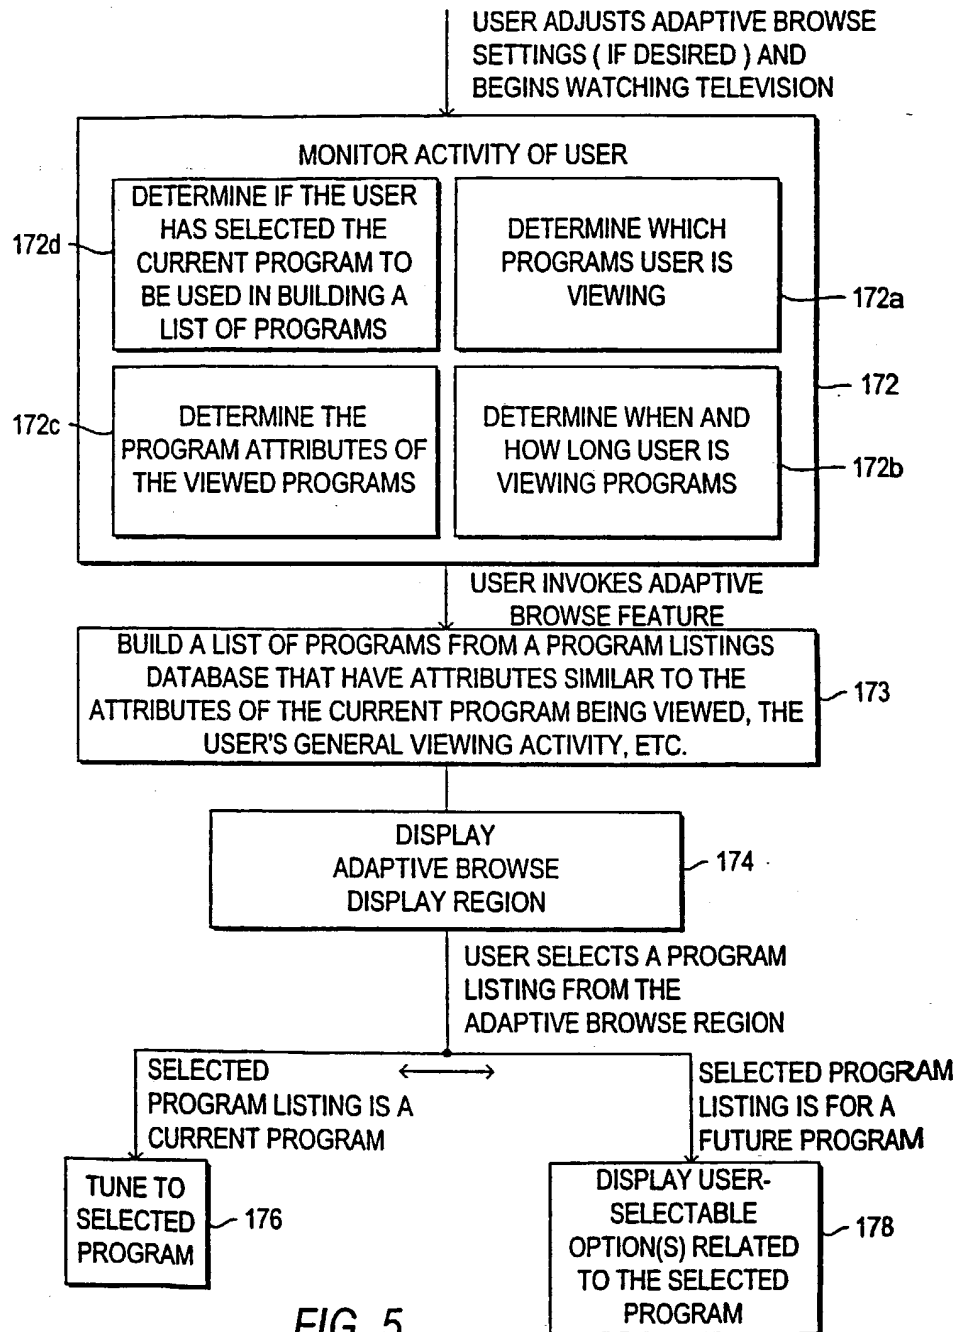 USER ADJUSTS ADAPTIVE BROWSE
SETTINGS ( IF DESIRED ) AND
BEGINS WATCHING TELEVISION
MONITOR ACTIVITY OF USER
DETERMINE IF THE USER
HAS SELECTED THE
CURRENT PROGRAM TO
BE USED IN BUILDING A
LIST OF PROGRAMS
172d
DETERMINE WHICH
PROGRAMS USER IS
VIEWING
172a
172
172c
DETERMINE THE
PROGRAM ATTRIBUTES OF
THE VIEWED PROGRAMS
DETERMINE WHEN AND
HOW LONG USER IS
VIEWING PROGRAMS
172b
USER INVOKES ADAPTIVE
BROWSE FEATURE
BUILD A LIST OF PROGRAMS FROM A PROGRAM LISTINGS
DATABASE THAT HAVE ATTRIBUTES SIMILAR TO THE
ATTRIBUTES OF THE CURRENT PROGRAM BEING VIEWED, THE
USER'S GENERAL VIEWING ACTIVITY, ETC.
173
DISPLAY
ADAPTIVE BROWSE
DISPLAY REGION
174
USER SELECTS A PROGRAM
LISTING FROM THE
ADAPTIVE BROWSE REGION
SELECTED
PROGRAM LISTING IS A
CURRENT PROGRAM
SELECTED PROGRAM
LISTING IS FOR A
FUTURE PROGRAM
TUNE TO
SELECTED
PROGRAM
176
DISPLAY USER-
SELECTABLE
OPTION(S) RELATED
TO THE SELECTED
PROGRAM
178
FIG. 5